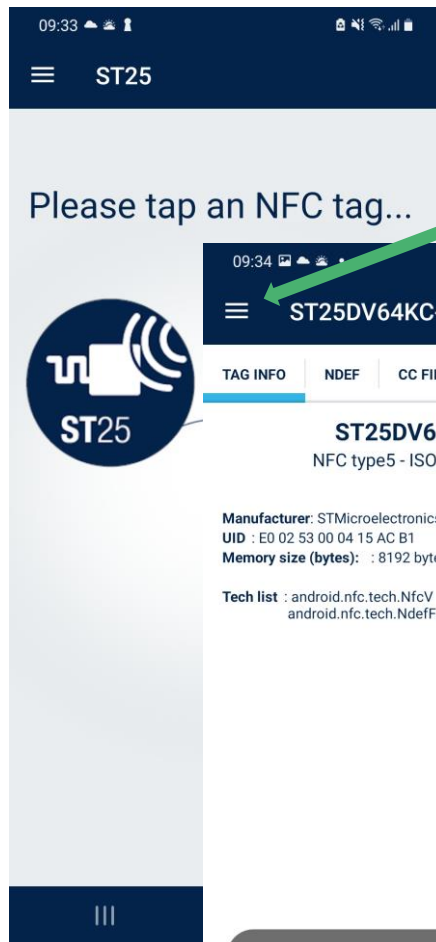 09:33
ST25
Please tap an NFC tag...
ST25
09:34
ST25DV64KC-
TAG INFO NDEF CC FI
ST25DV6
NFC type5 - ISO
Manufacturer: STMicroelectronics
UID : E0 02 53 00 04 15 AC B1
Memory size (bytes): : 8192 byte
Tech list : android.nfc.tech.NfcV
android.nfc.tech.NdefF